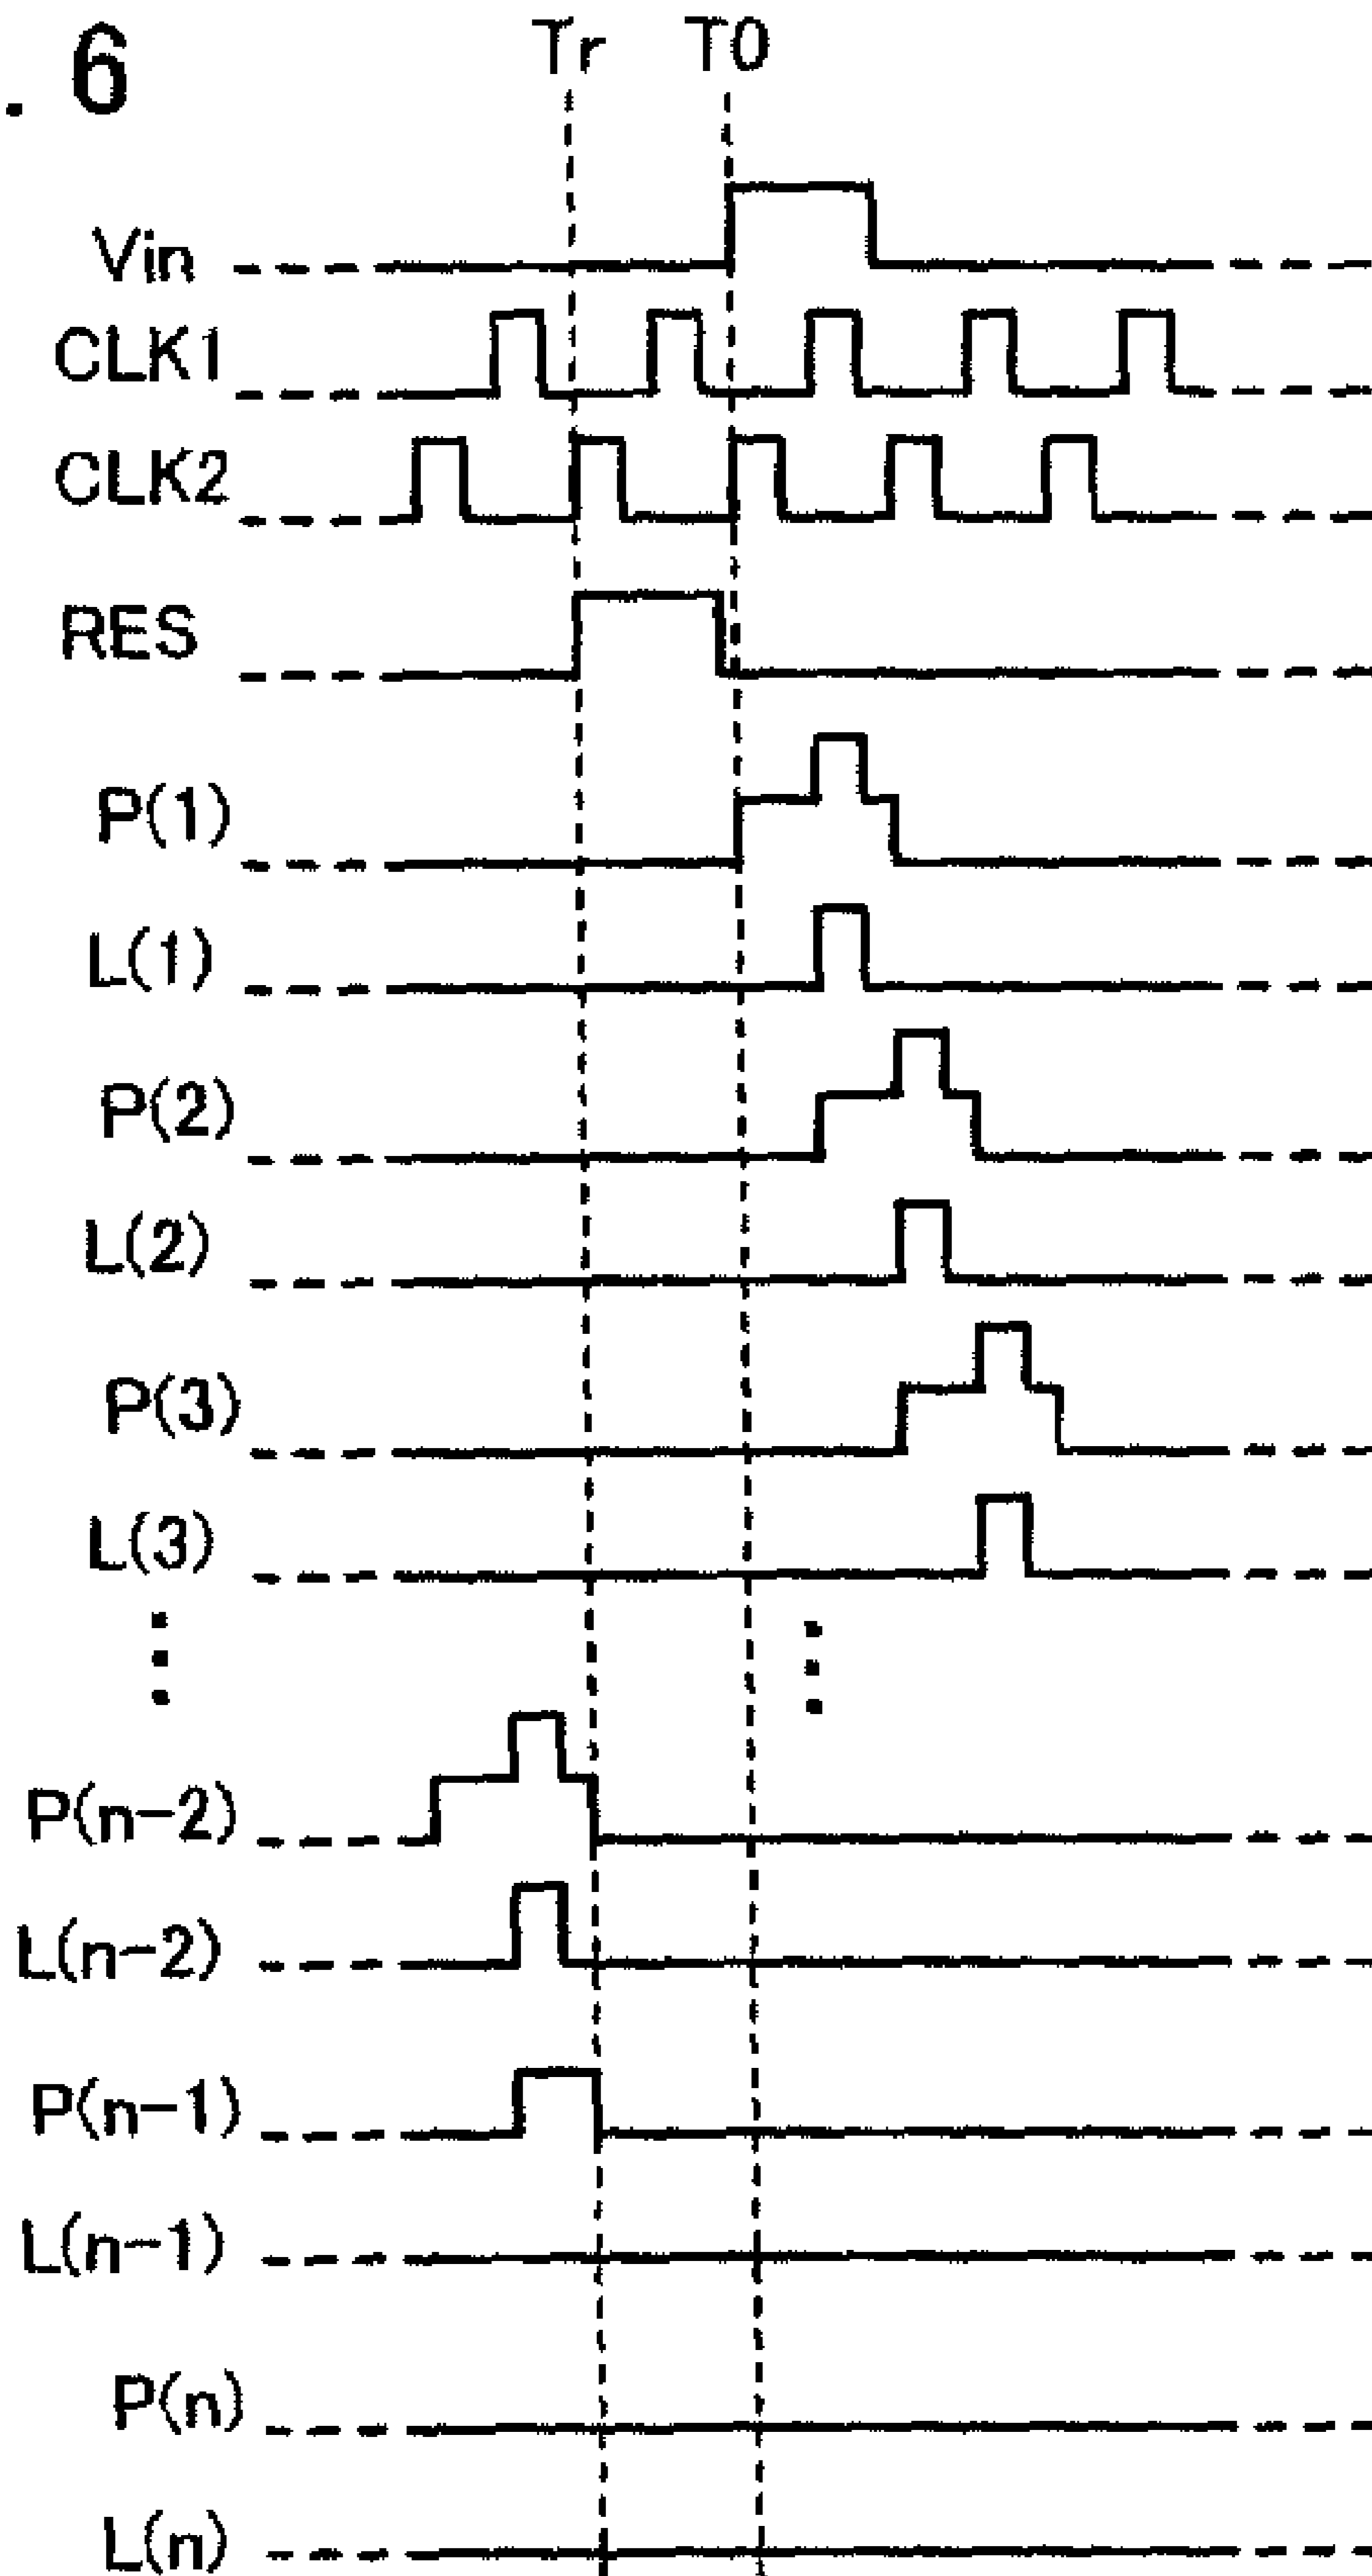 . 6
Tr T0
Vin
CLK1
CLK2
RES
P(1)
L(1)
P(2)
L(2)
P(3)
L(3)
P(n-2)
L(n-2)
P(n-1)
L(n-1)
P(n)
L(n)